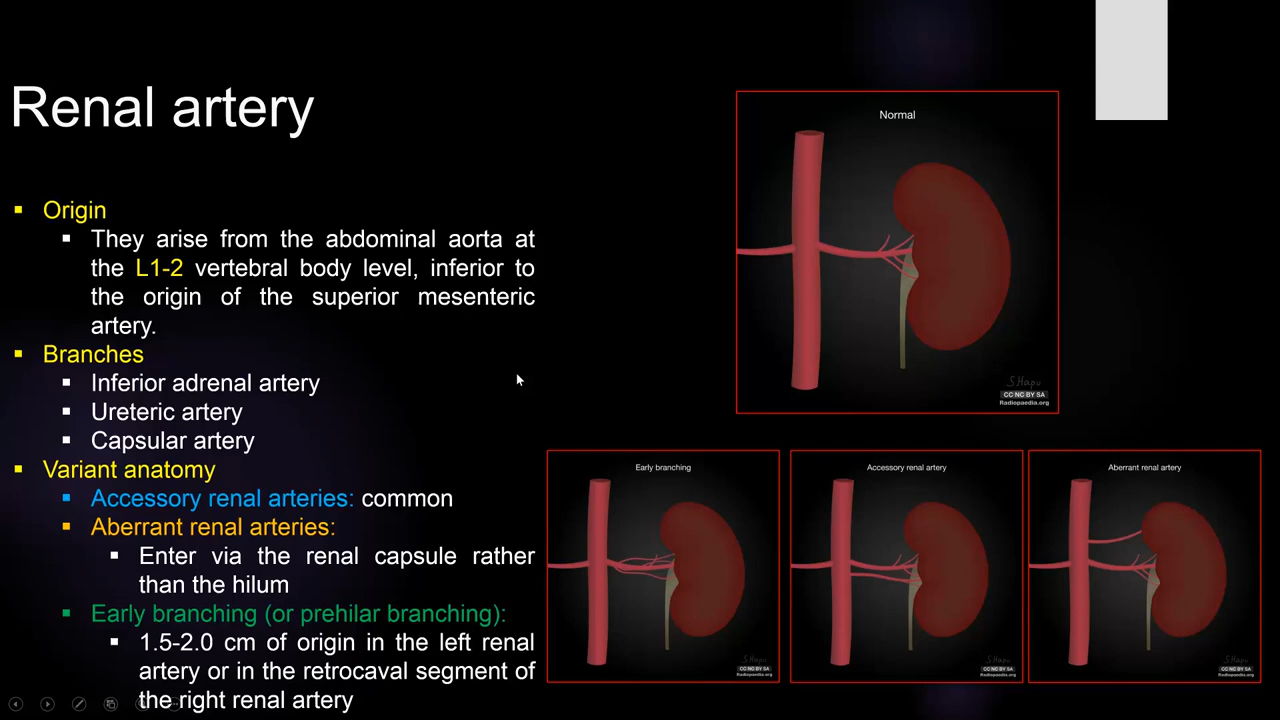 Renal artery
Origin
They arise from the abdominal aorta at
the L1-2 vertebral body level, inferior to
the origin of the superior mesenteric
artery.
Branches
Inferior adrenal artery
Ureteric artery
Capsular artery
Variant anatomy
Accessory renal arteries: common
Aberrant renal arteries:
Enter via the renal capsule rather
than the hilum
Early branching (or prehilar branching):
1.5-2.0 cm of origin in the left renal
artery or in the retrocaval segment of
the right renal artery
Normal
S.Hapu
CC NC BY SA
Radiopaedia.org
Early branching
S.Hapu
CC NC BY SA
Radiopaedia.org
Accessory renal artery
S.Hapu
CC NC BY SA
Radiopaedia.org
Aberrant renal artery
S.Hapu
CC NC BY SA
Radiopaedia.org